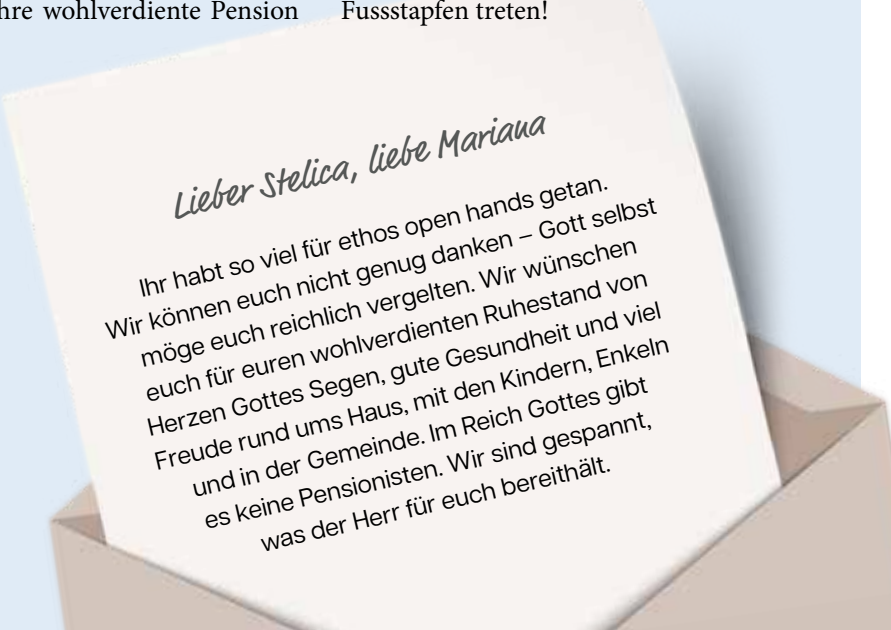 hre wohlverdiente Pension
Fussstapfen treten!
Lieber Stelica, liebe Mariana
Ihr habt so viel für ethos open hands getan.
Wir können euch nicht genug danken – Gott selbst
möge euch reichlich vergelten. Wir wünschen
euch für euren wohlverdienten Ruhestand von
Herzen Gottes Segen, gute Gesundheit und viel
Freude rund ums Haus, mit den Kindern, Enkeln
und in der Gemeinde. Im Reich Gottes gibt
es keine Pensionisten. Wir sind gespannt,
was der Herr für euch bereithält.